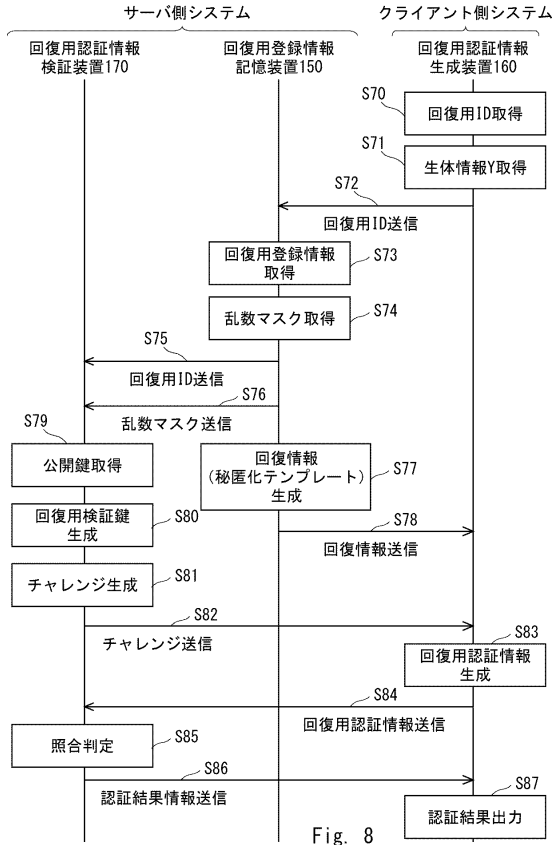 サーバ側システム
クライアント側システム
回復用認証情報
検証装置170
回復用登録情報
記憶装置150
回復用認証情報
生成装置160
S70
回復用ID取得
S71
生体情報Y取得
S72
回復用ID送信
回復用登録情報
取得
S73
乱数マスク取得
S74
S75
回復用ID送信
S76
乱数マスク送信
S79
公開鍵取得
回復情報
(秘匿化テンプレート)
生成
S77
回復用検証鍵
生成
S80
S78
回復情報送信
チャレンジ生成
S81
S82
チャレンジ送信
S83
回復用認証情報
生成
S84
回復用認証情報送信
照合判定
S85
S86
認証結果情報送信
S87
認証結果出力
Fig. 8